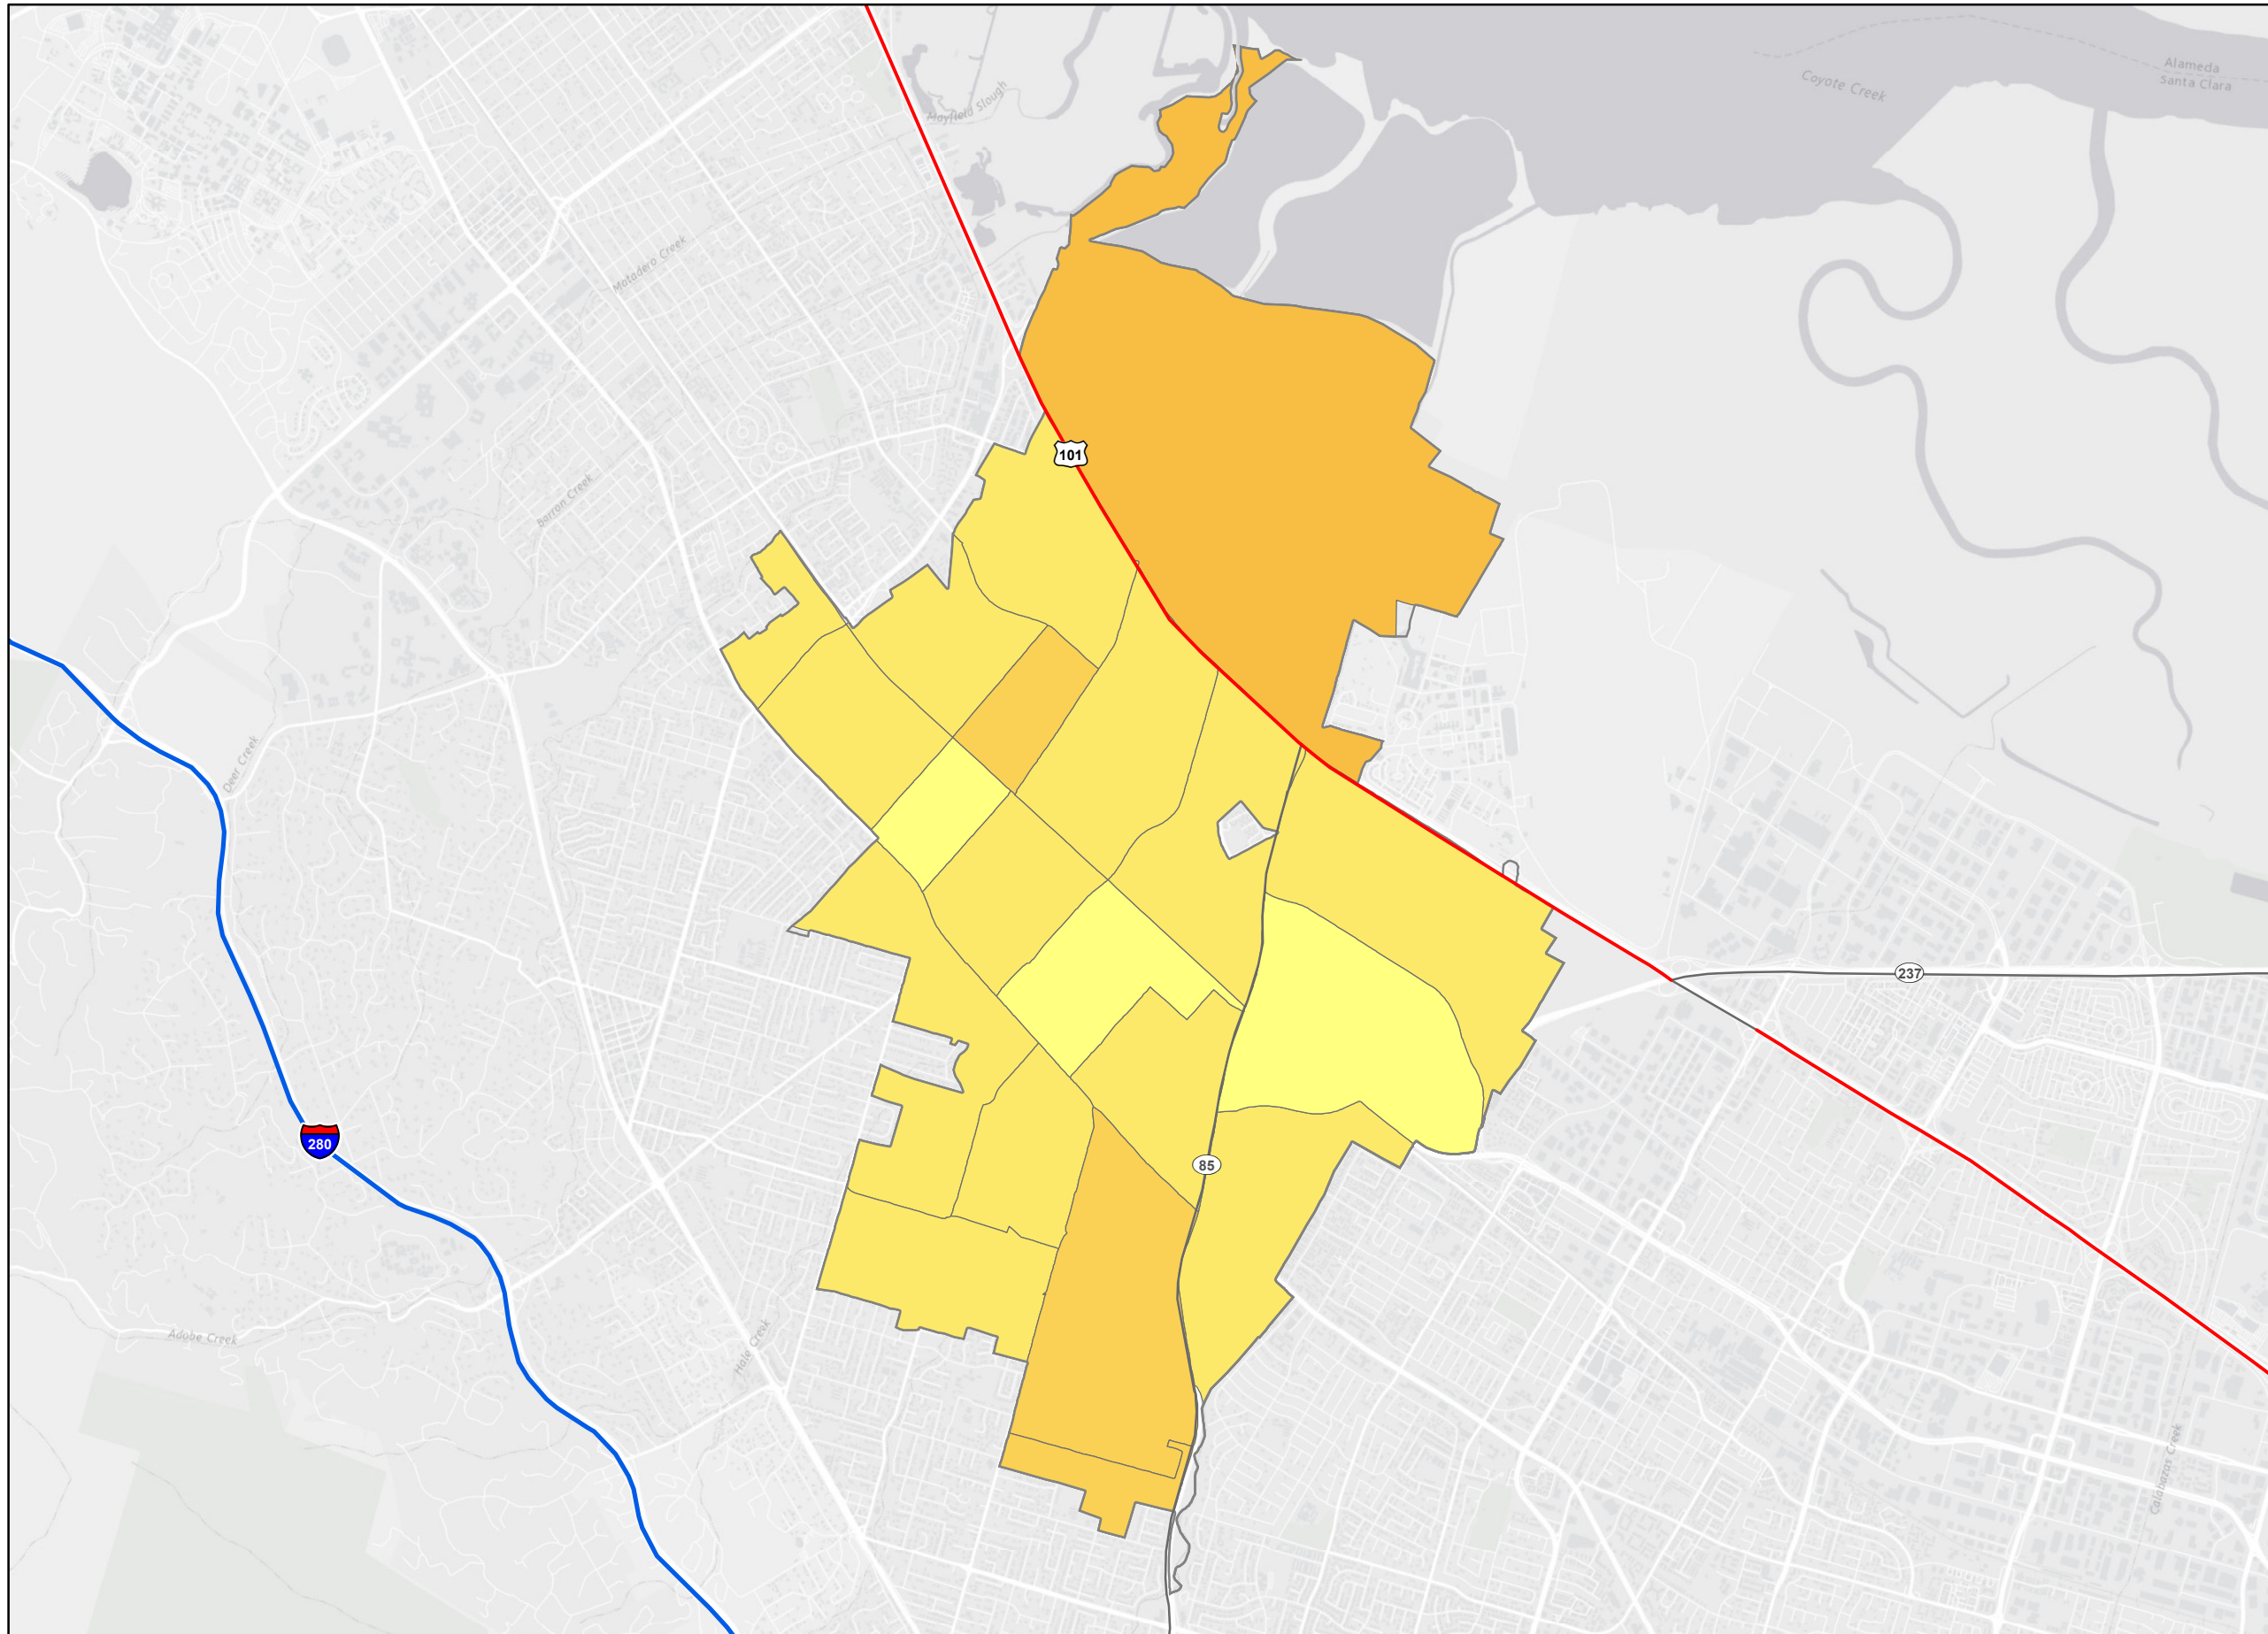 Alameda
Santa Clara
Coyote Creek
Mayfield Slough
Matadero Creek
101
Barron Creek
Deer Creek
237
280
85
Adobe Creek
Hale Creek
Calabazas Creek